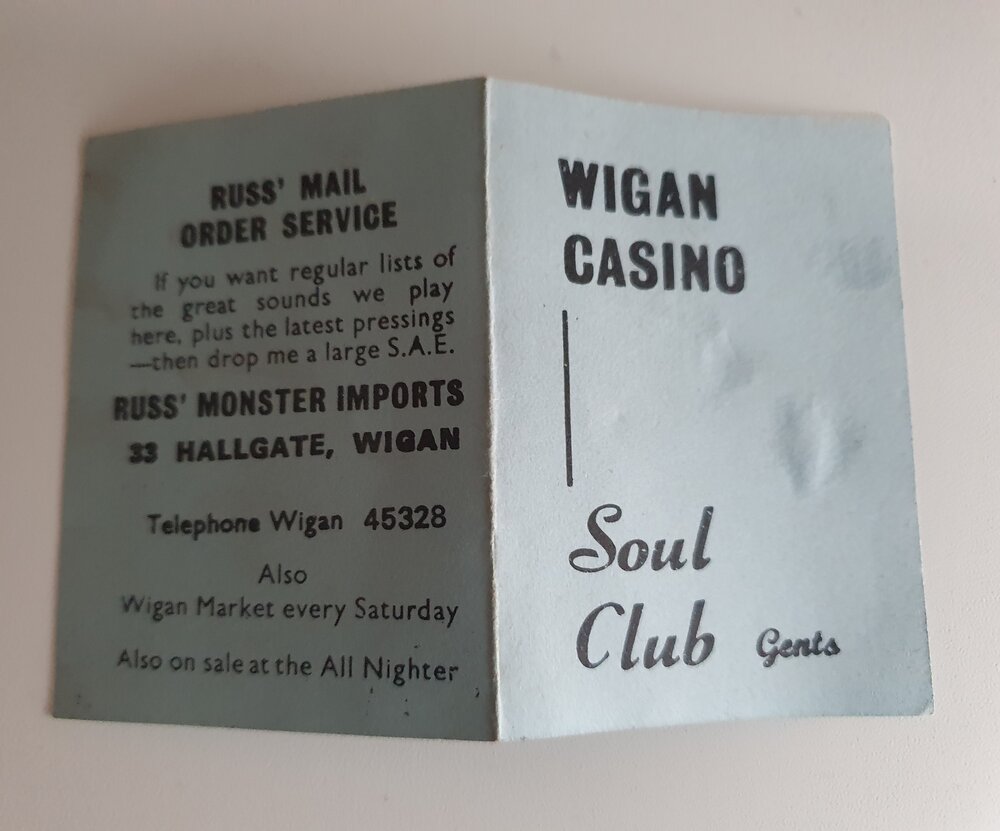 RUSS' MAIL
ORDER SERVICE
If you want regular lists of
the great sounds we play
here, plus the latest pressings
—then drop me a large S.A.E.
RUSS' MONSTER IMPORTS
33 HALLGATE, WIGAN
Telephone Wigan 45328
Also
Wigan Market every Saturday
Also on sale at the All Nighter
WIGAN
CASINO
Soul
Club Gents